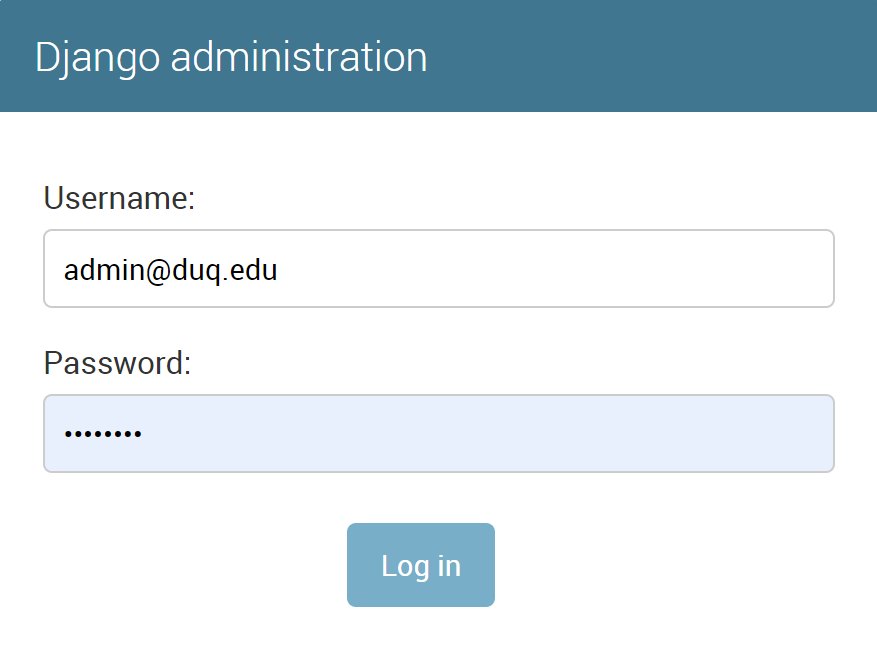 Django administration
Username:
admin@duq.edu
Password:
••••••••
Log in